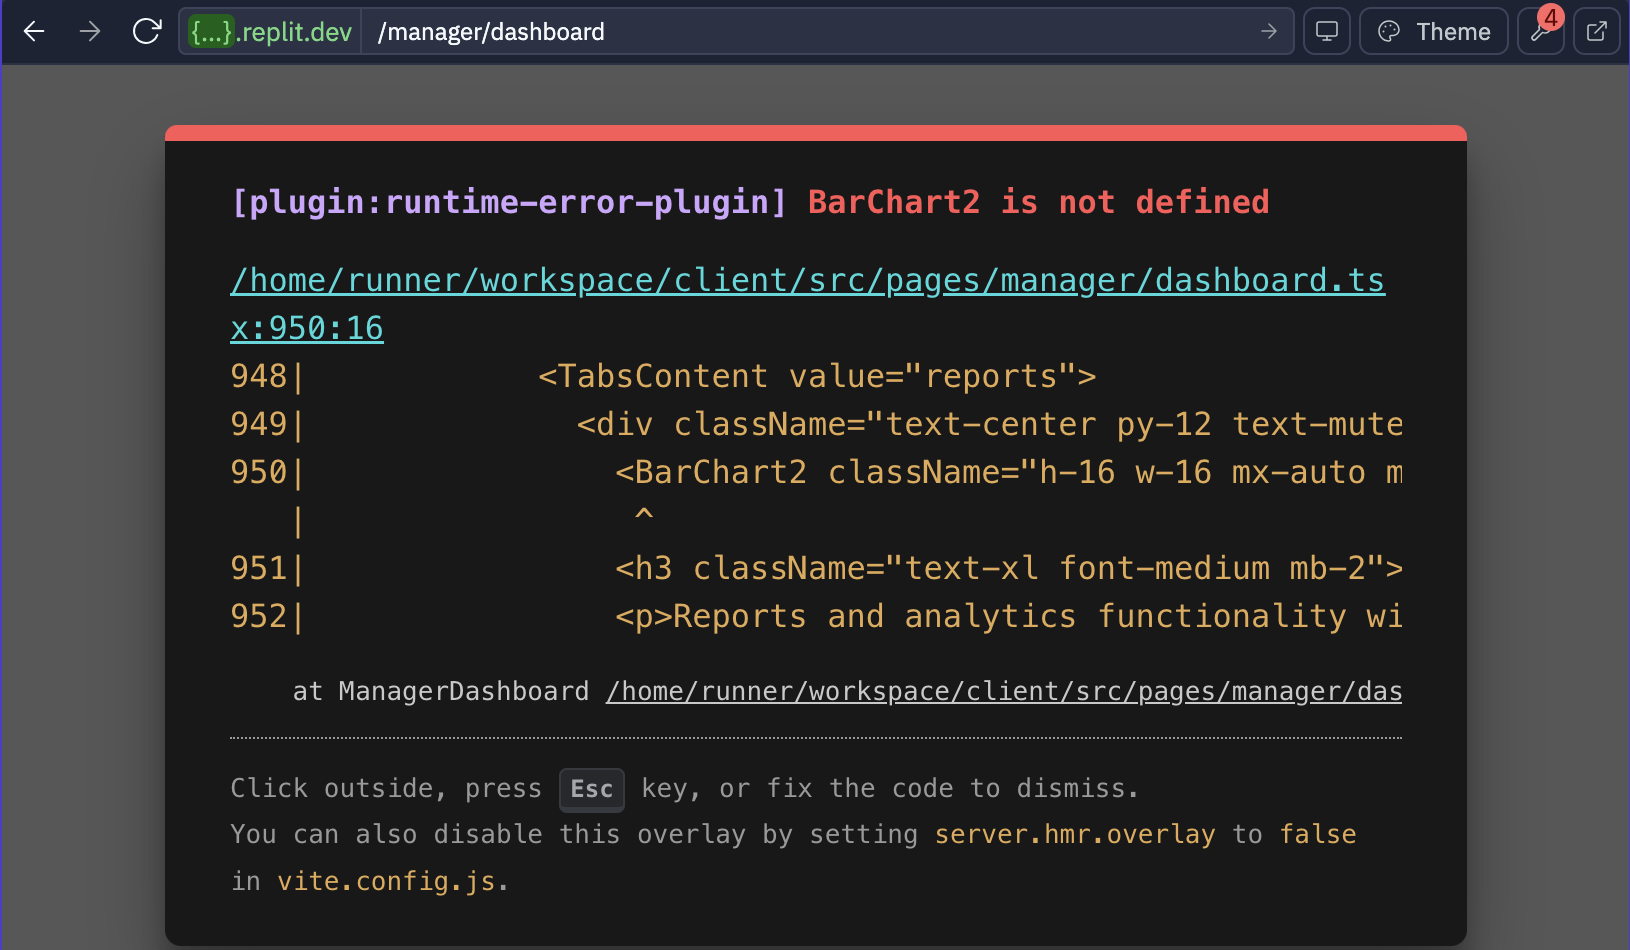 {...}.replit.dev /manager/dashboard Theme 4
[plugin:runtime-error-plugin] BarChart2 is not defined
/home/runner/workspace/client/src/pages/manager/dashboard.ts
x:950:16
948| <TabsContent value="reports">
949| <div className="text-center py-12 text-mute
950| <BarChart2 className="h-16 w-16 mx-auto m
| ^
951| <h3 className="text-xl font-medium mb-2">
952| <p>Reports and analytics functionality wi
at ManagerDashboard /home/runner/workspace/client/src/pages/manager/das
Click outside, press Esc key, or fix the code to dismiss.
You can also disable this overlay by setting server.hmr.overlay to false
in vite.config.js.